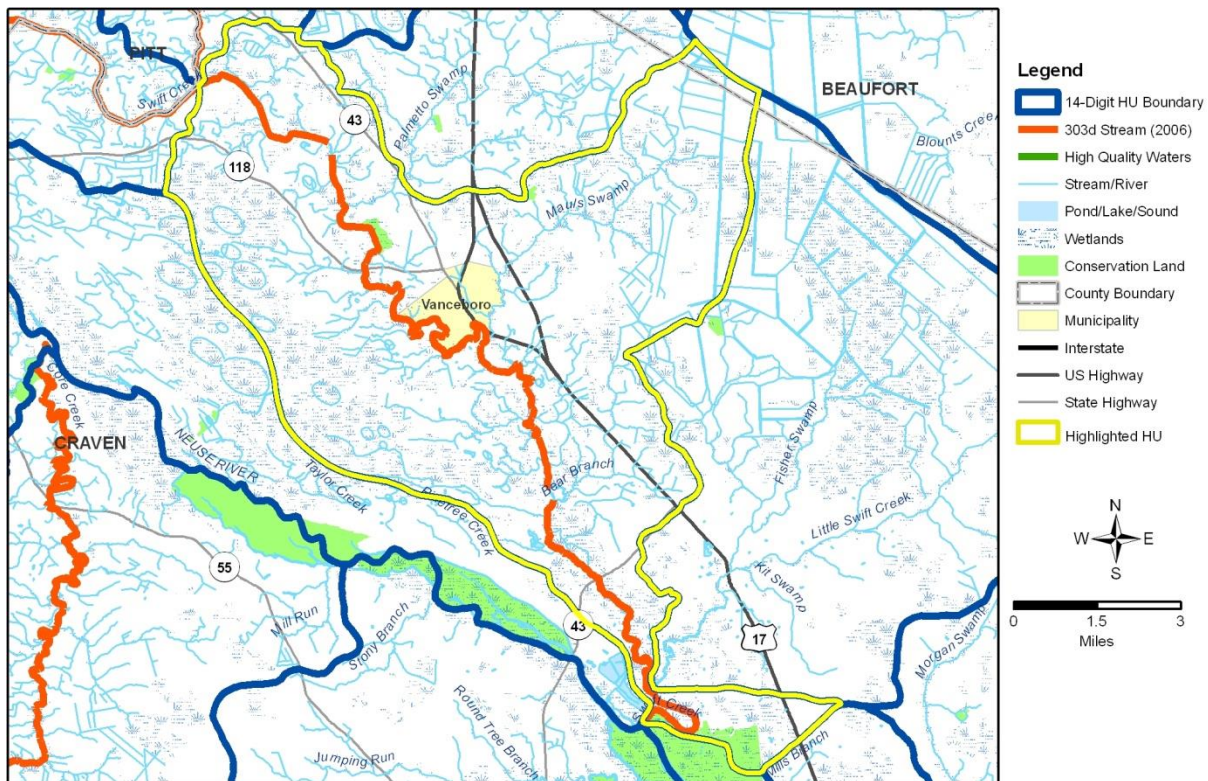 PITT
Swift Cr
43
Palmetto Swamp
BEAUFORT
Blounts Creek
118
Mauls Swamp
Vanceboro
Core Creek
CRAVEN
NEUSE RIVER
Taylor Creek
Pinetree Creek
Bear Branch
Fisher Swamp
Little Swift Creek
55
Mill Run
Stony Branch
43
Kit Swamp
17
Morgan Swamp
Creek
Round Tree Branch
Mills Branch
Jumping Run
Legend
14-Digit HU Boundary
303d Stream (2006)
High Quality Waters
Stream/River
Pond/Lake/Sound
Wetlands
Conservation Land
County Boundary
Municipality
Interstate
US Highway
State Highway
Highlighted HU
N
W E
S
0 1.5 3
Miles